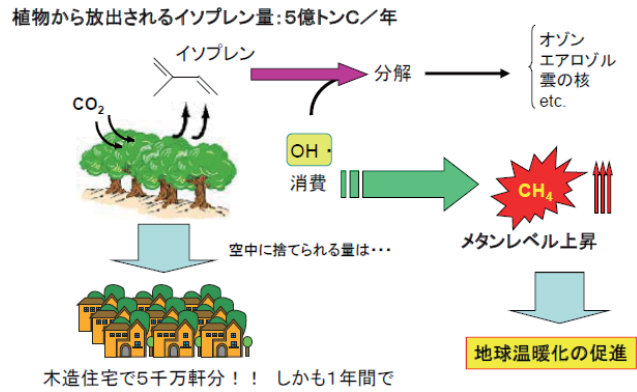 植物から放出されるイソプレン量:5億トンC/年
イソプレン
分解
オゾン
エアロゾル
雲の核
etc.
CO2
OH・
消費
CH4
メタンレベル上昇
空中に捨てられる量は・・・
地球温暖化の促進
木造住宅で5千万軒分!! しかも1年間で